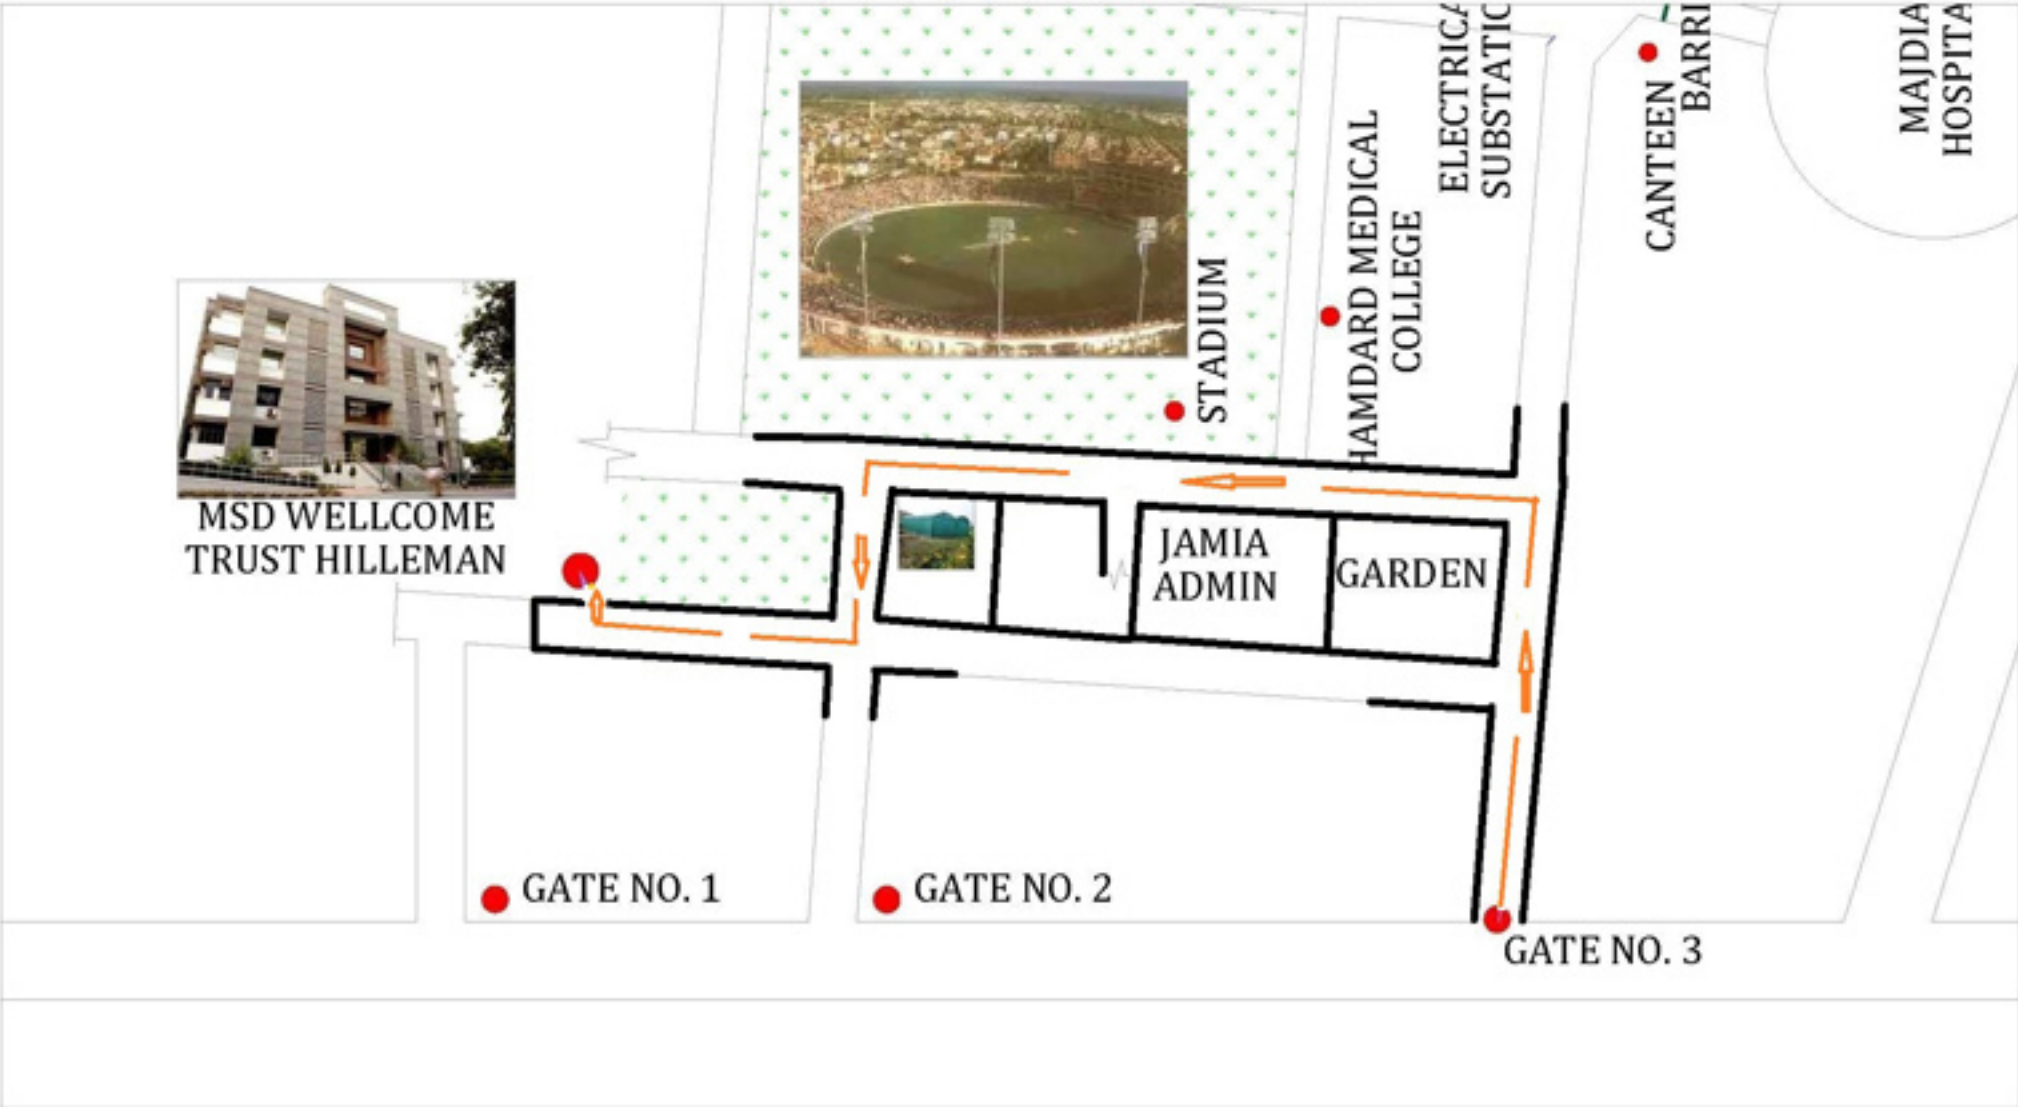 CANTEEN
STADIUM
HAMDARD MEDICAL
COLLEGE
MSD WELLCOME
TRUST HILLEMAN
JAMIA
ADMIN
GARDEN
GATE NO. 1
GATE NO. 2
GATE NO. 3